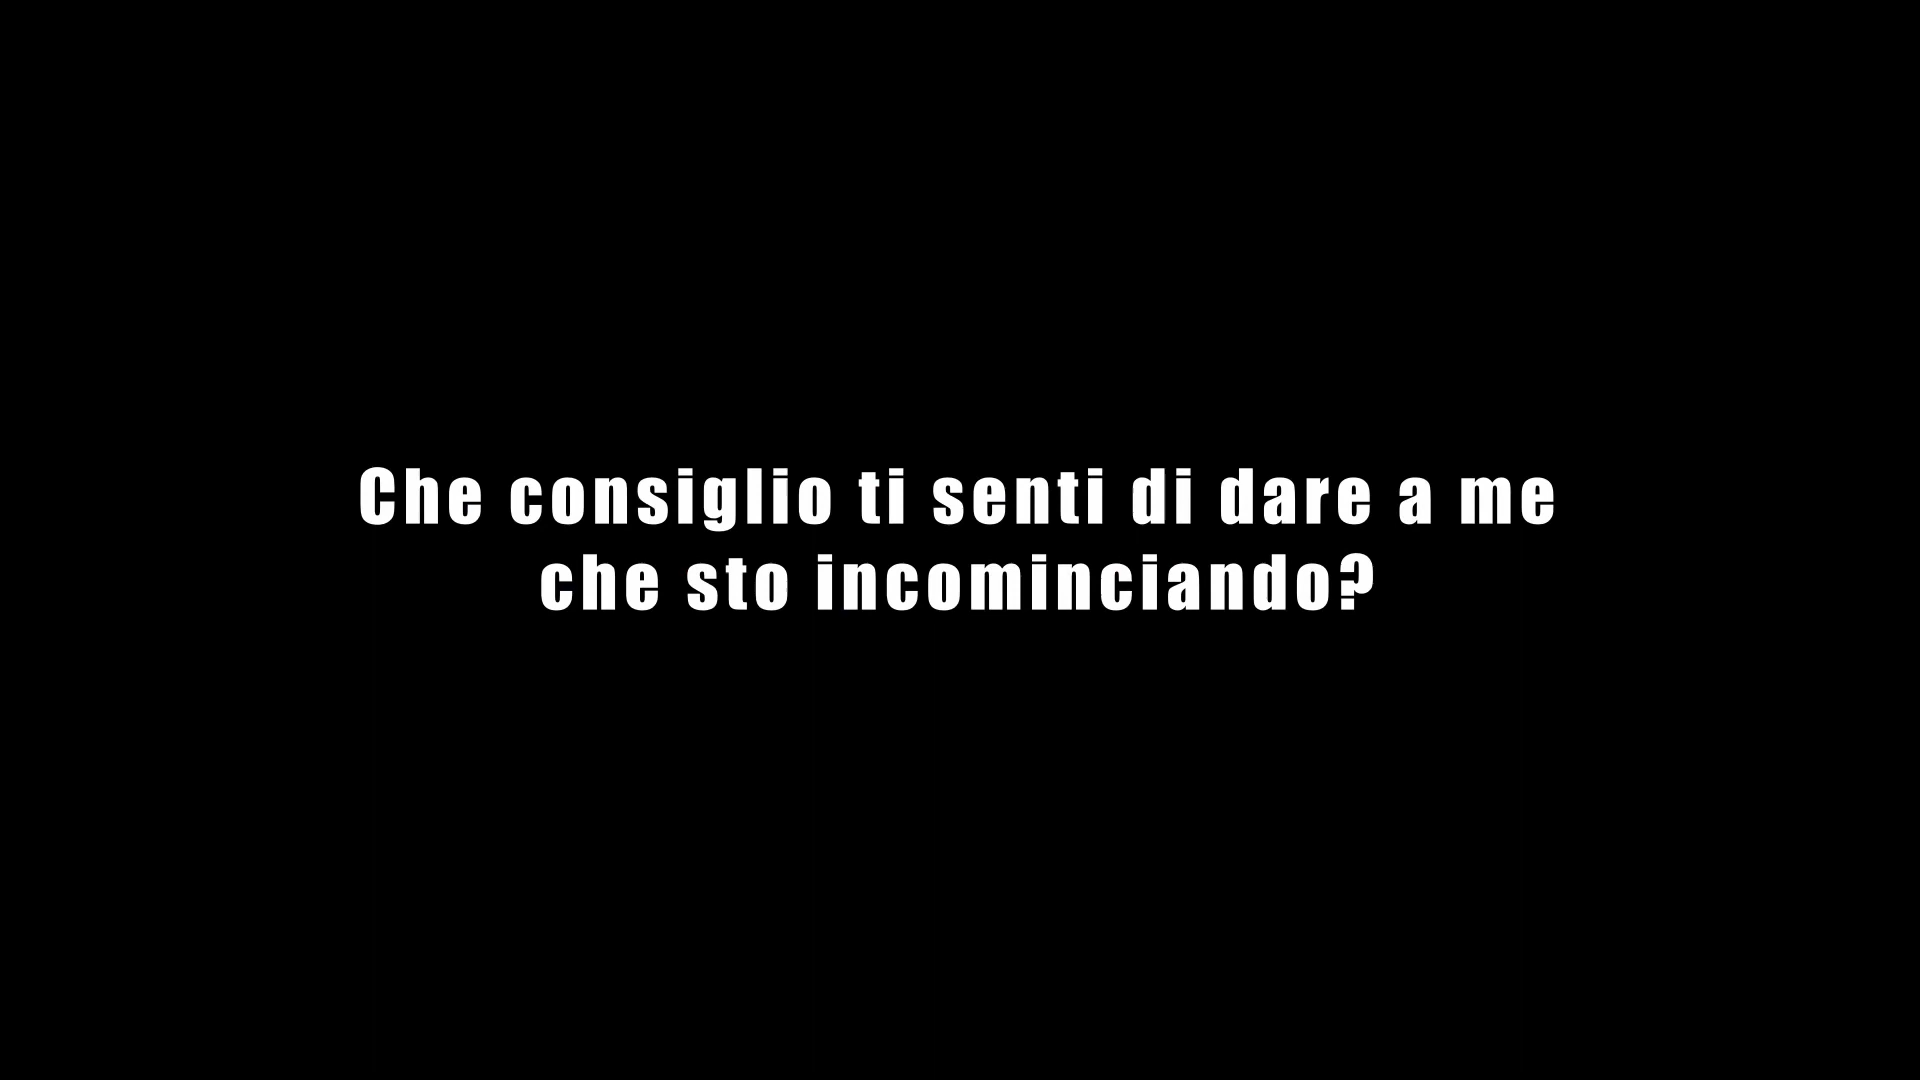 Che consiglio ti senti di dare a me
che sto incominciando?